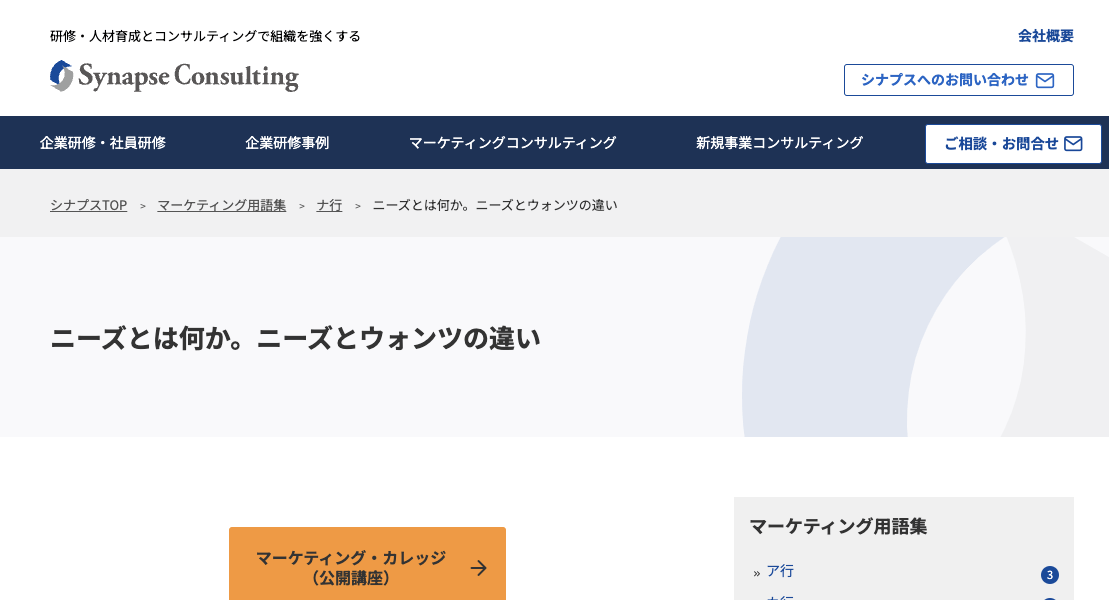 研修・人材育成とコンサルティングで組織を強くする
会社概要
Synapse Consulting
シナプスへのお問い合わせ
企業研修・社員研修 企業研修事例 マーケティングコンサルティング 新規事業コンサルティング ご相談・お問合せ
シナプスTOP > マーケティング用語集 > ナ行 > ニーズとは何か。ニーズとウォンツの違い
ニーズとは何か。ニーズとウォンツの違い
マーケティング・カレッジ
（公開講座）
マーケティング用語集
» ア行 3